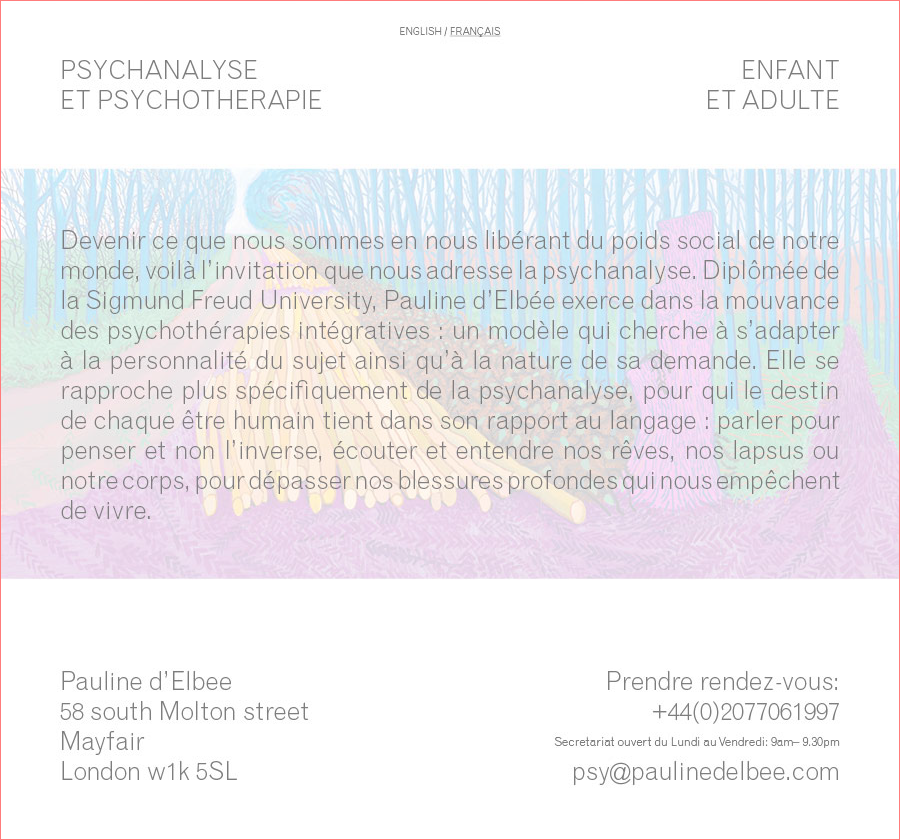 ENGLISH / FRANÇAIS
PSYCHANALYSE
ET PSYCHOTHERAPIE
ENFANT
ET ADULTE
Devenir ce que nous sommes en nous libérant du poids social de notre
monde, voilà l’invitation que nous adresse la psychanalyse. Diplômée de
la Sigmund Freud University, Pauline d’Elbée exerce dans la mouvance
des psychothérapies intégratives : un modèle qui cherche à s’adapter
à la personnalité du sujet ainsi qu’à la nature de sa demande. Elle se
rapproche plus spécifiquement de la psychanalyse, pour qui le destin
de chaque être humain tient dans son rapport au langage : parler pour
penser et non l’inverse, écouter et entendre nos rêves, nos lapsus ou
notre corps, pour dépasser nos blessures profondes qui nous empêchent
de vivre.
Pauline d’Elbee
58 south Molton street
Mayfair
London w1k 5SL
Prendre rendez-vous:
+44(0)2077061997
Secretariat ouvert du Lundi au Vendredi: 9am– 9.30pm
psy@paulinedelbee.com